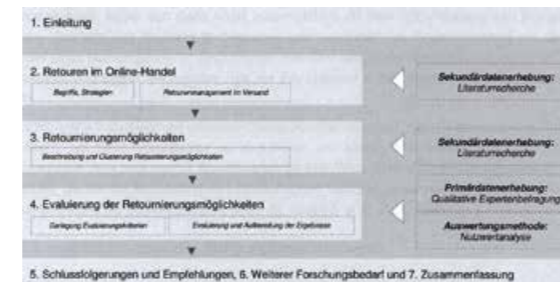 1. Einleitung
2. Retouren im Online-Handel
Begriffe, Strategien
Retourenmanagement im Versand
Sekundärdatenerhebung:
Literaturrecherche
3. Retournierungsmöglichkeiten
Beschreibung und Clusterung Retournierungsmöglichkeiten
Sekundärdatenerhebung:
Literaturrecherche
4. Evaluierung der Retournierungsmöglichkeiten
Darlegung Evaluierungskriterien
Evaluierung und Aufbereitung der Ergebnisse
Primärdatenerhebung:
Qualitative Expertenbefragung
Auswertungsmethode:
Nutzwertanalyse
5. Schlussfolgerungen und Empfehlungen, 6. Weiterer Forschungsbedarf und 7. Zusammenfassung